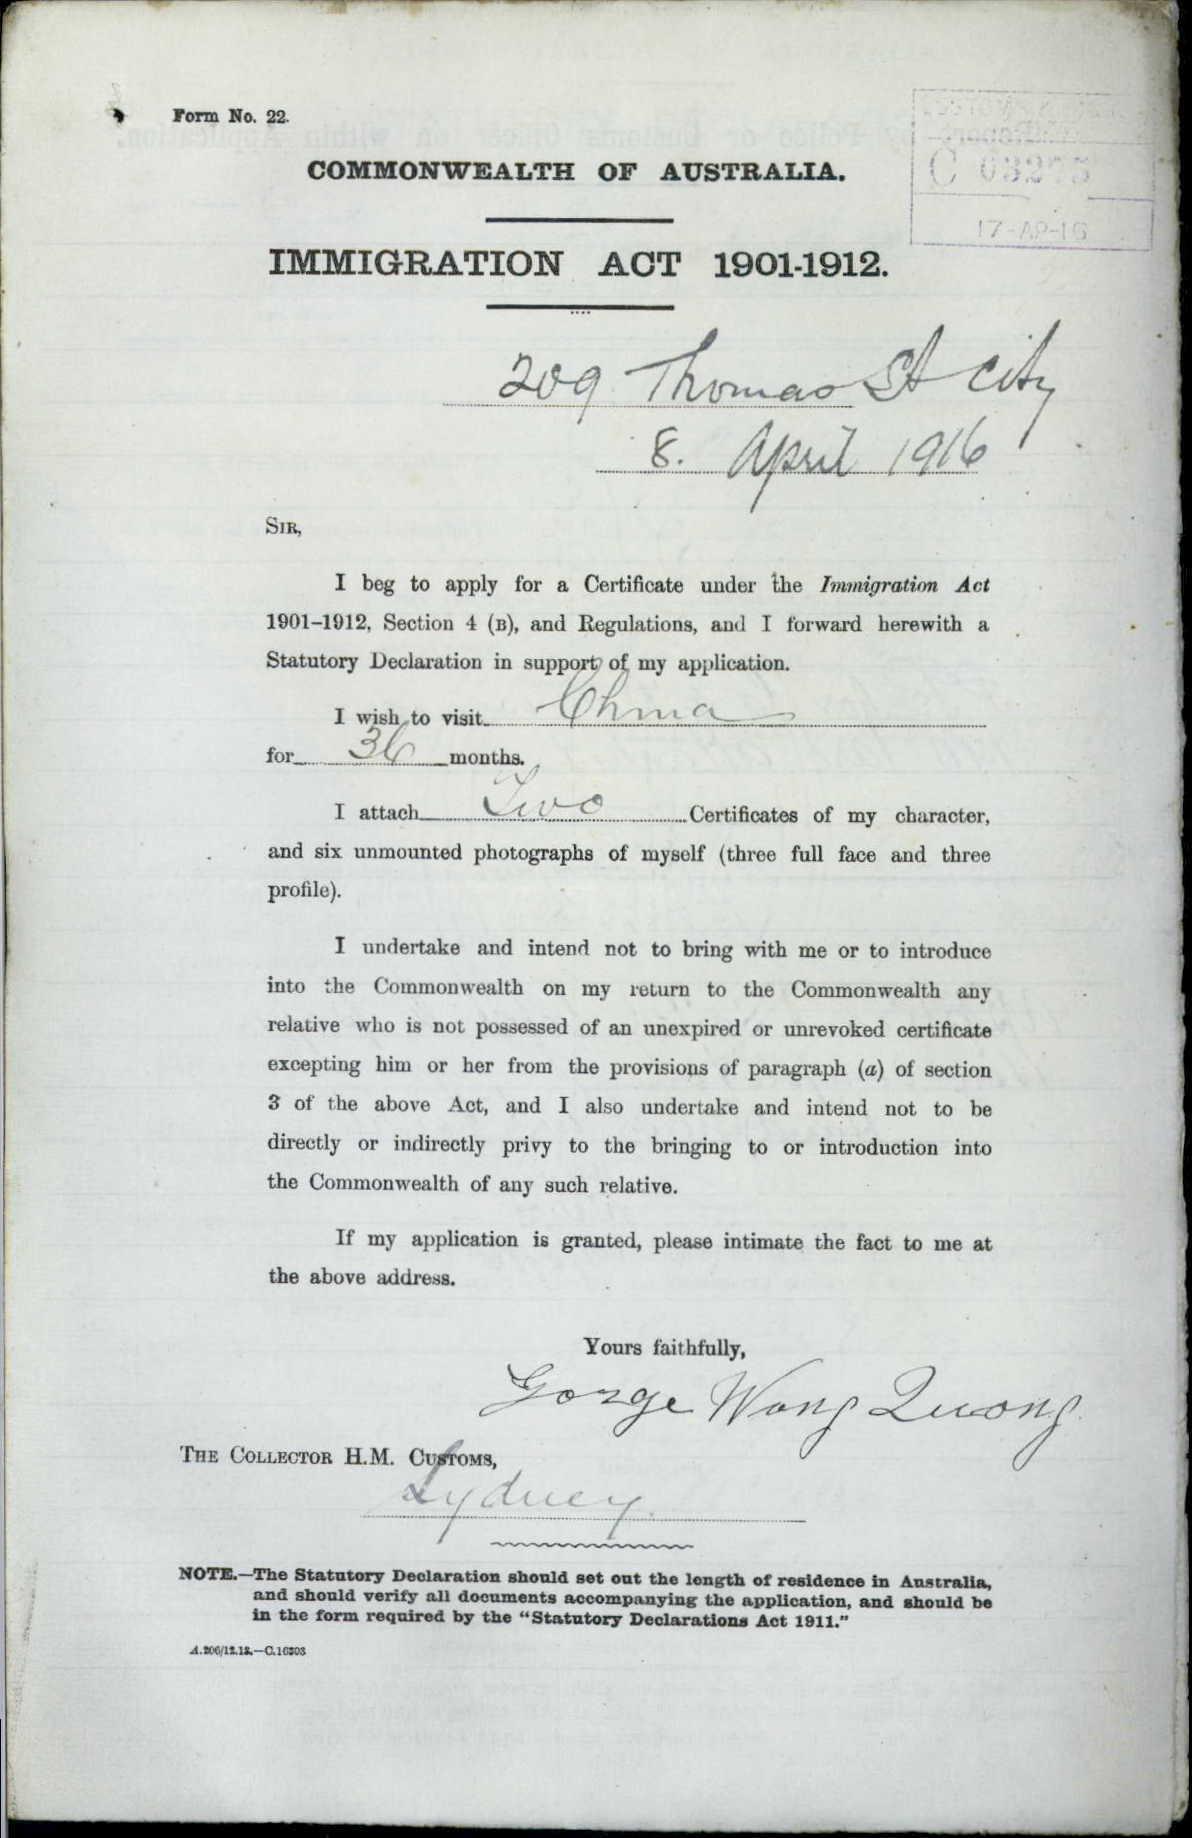 Form No. 22.
COMMONWEALTH OF AUSTRALIA.
C 03275
17-AP-16
IMMIGRATION ACT 1901-1912.
209 Thomas St City
8. April 1916
SIR,
I beg to apply for a Certificate under the Immigration Act
1901–1912, Section 4 (B), and Regulations, and I forward herewith a
Statutory Declaration in support of my application.
I wish to visit China
for 36 months.
I attach Two Certificates of my character,
and six unmounted photographs of myself (three full face and three
profile).
I undertake and intend not to bring with me or to introduce
into the Commonwealth on my return to the Commonwealth any
relative who is not possessed of an unexpired or unrevoked certificate
excepting him or her from the provisions of paragraph (a) of section
3 of the above Act, and I also undertake and intend not to be
directly or indirectly privy to the bringing to or introduction into
the Commonwealth of any such relative.
If my application is granted, please intimate the fact to me at
the above address.
Yours faithfully,
Gorge Wong Quong
THE COLLECTOR H.M. CUSTOMS,
Sydney.
NOTE.—The Statutory Declaration should set out the length of residence in Australia,
and should verify all documents accompanying the application, and should be
in the form required by the "Statutory Declarations Act 1911."